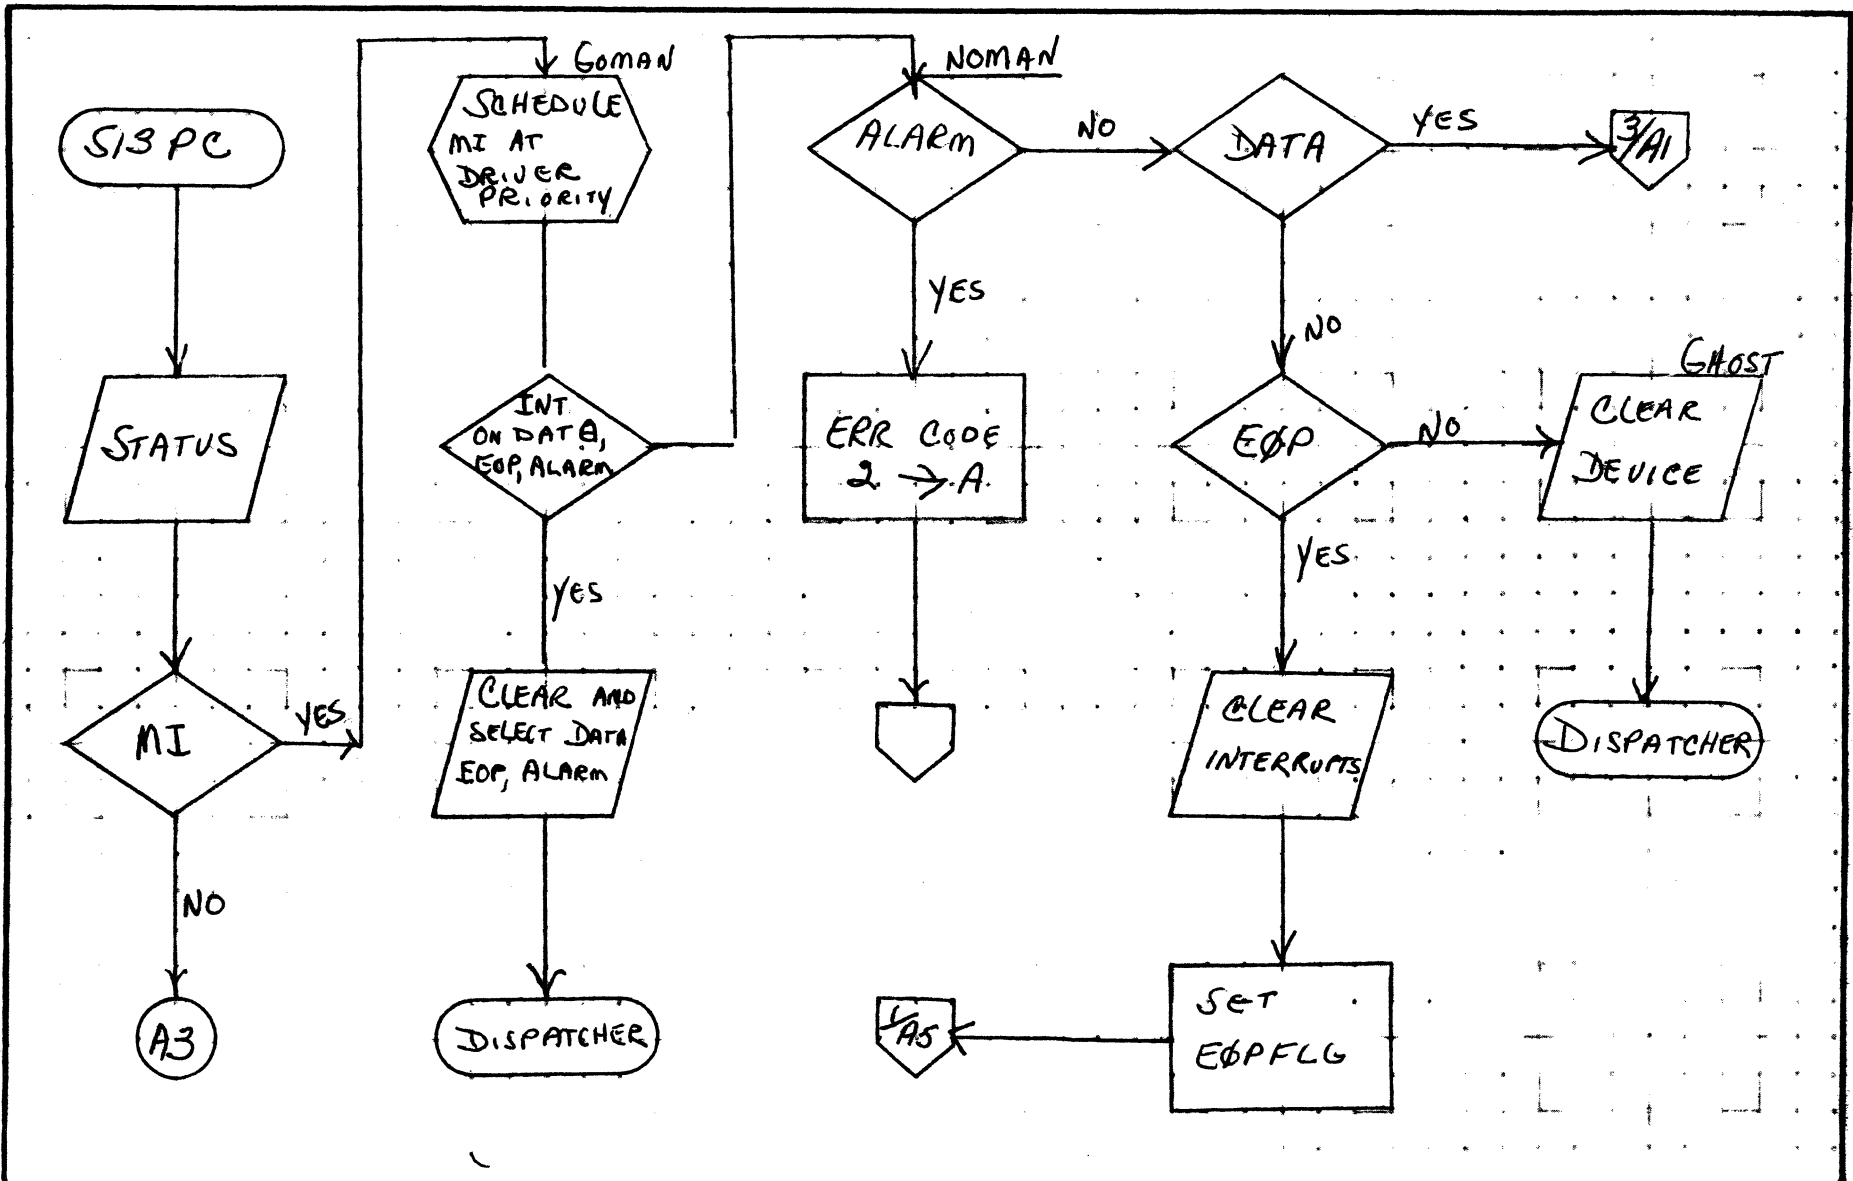 S13PC
STATUS
MI
YES
NO
A3
GOMAN
SCHEDULE
MI AT
DRIVER
PRIORITY
INT
ON DATA,
EOP, ALARM
YES
CLEAR AND
SELECT DATA
EOP, ALARM
DISPATCHER
NOMAN
ALARM
NO
YES
ERR CODE
2 → A
DATA
YES
3/A1
NO
EØP
NO
YES
CLEAR
INTERRUPTS
SET
EØPFLG
1/A5
GHOST
CLEAR
DEVICE
DISPATCHER